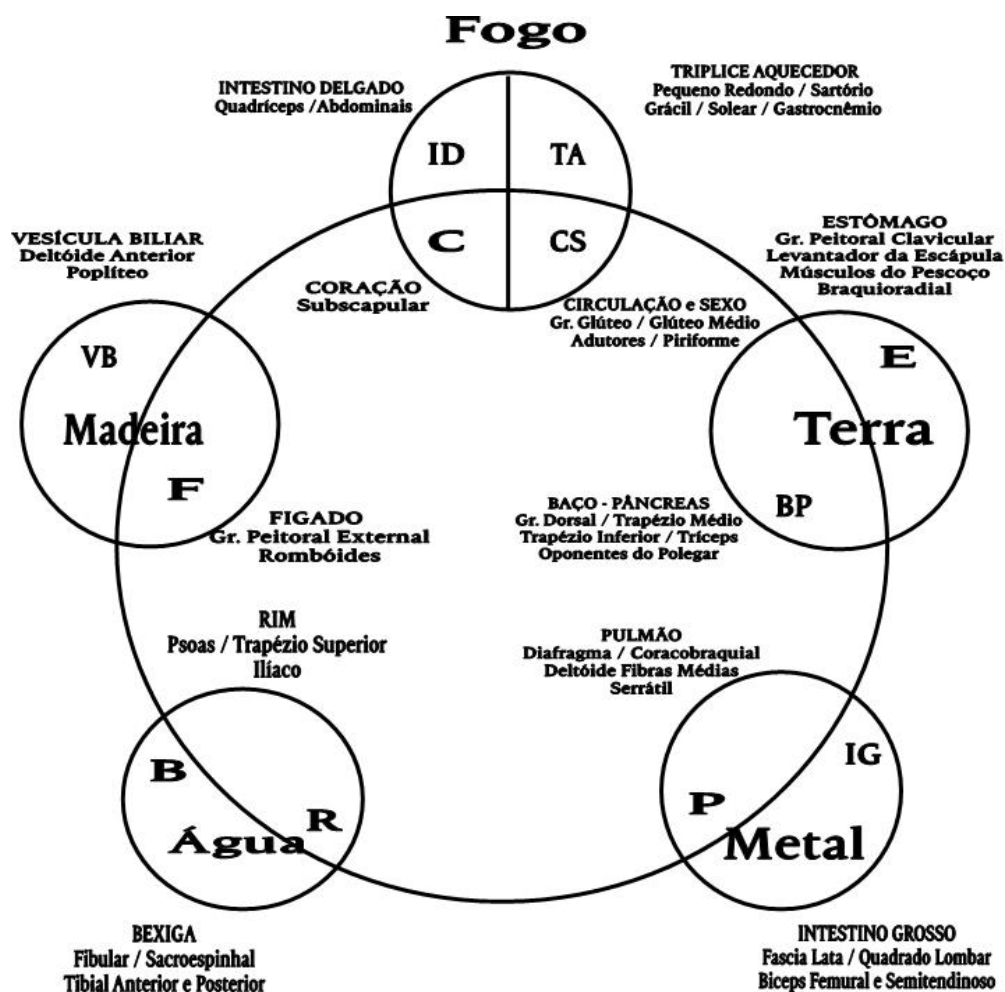 Fogo
INTESTINO DELGADO
Quadríceps /Abdominais
TRIPLICE AQUECEDOR
Pequeno Redondo / Sartório
Grácil / Solear / Gastrocnêmio
ID
TA
C
CS
VESÍCULA BILIAR
Deltóide Anterior
Poplíteo
CORAÇÃO
Subscapular
CIRCULAÇÃO e SEXO
Gr. Glúteo / Glúteo Médio
Adutores / Piriforme
ESTÔMAGO
Gr. Peitoral Clavicular
Levantador da Escápula
Músculos do Pescoço
Braquioradial
VB
Madeira
F
E
Terra
BP
FIGADO
Gr. Peitoral External
Rombóides
BAÇO - PÂNCREAS
Gr. Dorsal / Trapézio Médio
Trapézio Inferior / Tríceps
Oponentes do Polegar
RIM
Psoas / Trapézio Superior
Ilíaco
PULMÃO
Diafragma / Coracobraquial
Deltóide Fibras Médias
Serrátil
B
R
Água
IG
P
Metal
BEXIGA
Fibular / Sacroespinhal
Tibial Anterior e Posterior
INTESTINO GROSSO
Fascia Lata / Quadrado Lombar
Biceps Femural e Semitendinoso